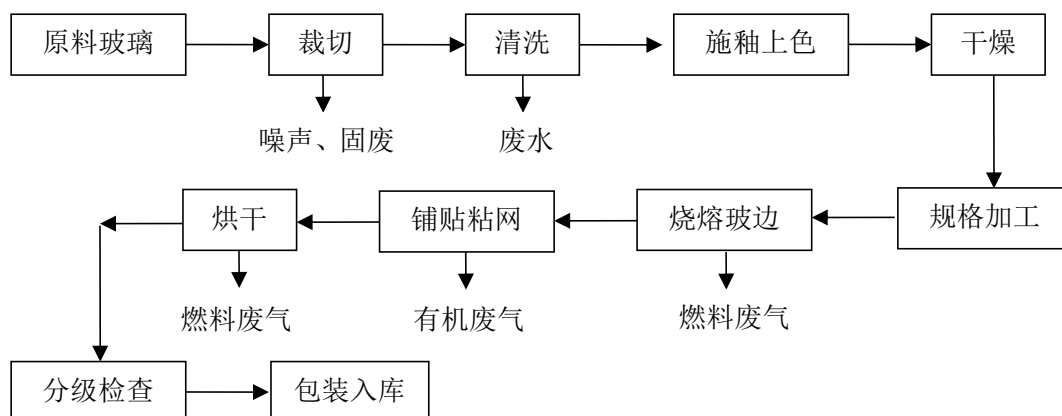 原料玻璃
裁切
清洗
施釉上色
干燥
噪声、固废
废水
烘干
铺贴粘网
烧熔玻边
规格加工
燃料废气
有机废气
燃料废气
分级检查
包装入库